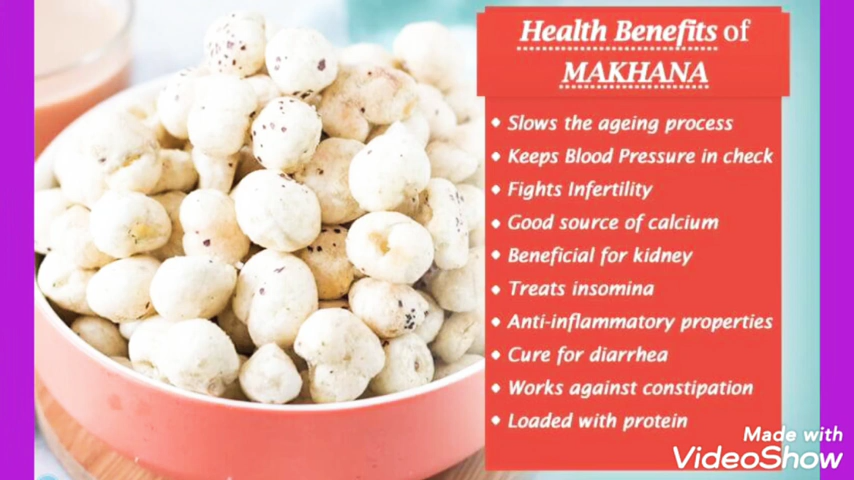 Health Benefits of
MAKHANA
◆ Slows the ageing process
◆ Keeps Blood Pressure in check
◆ Fights Infertility
◆ Good source of calcium
◆ Beneficial for kidney
◆ Treats insomina
◆ Anti-inflammatory properties
◆ Cure for diarrhea
◆ Works against constipation
◆ Loaded with protein
Made with
VideoShow